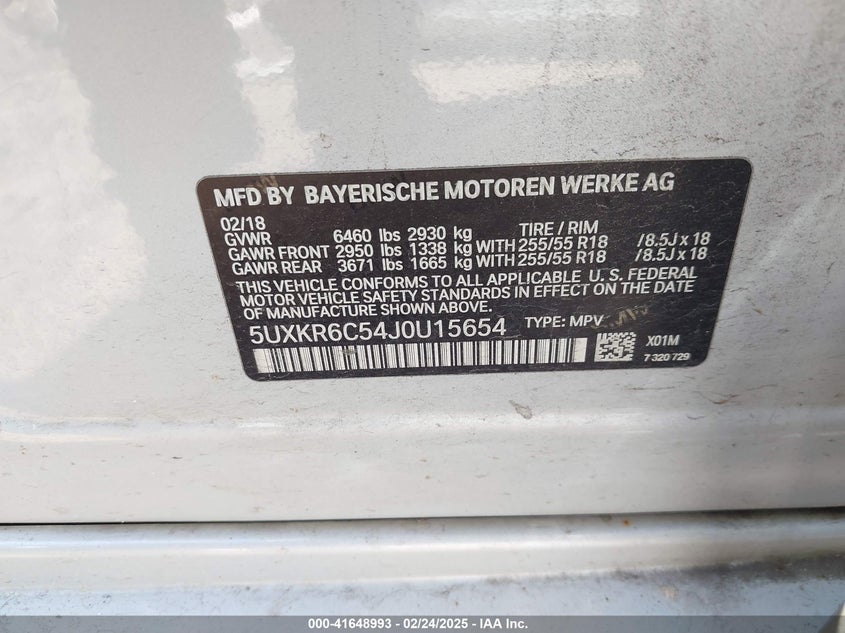 MFD BY BAYERISCHE MOTOREN WERKE AG
02/18 TIRE / RIM
GVWR 6460 lbs 2930 kg
GAWR FRONT 2950 lbs 1338 kg WITH 255/55 R18 /8.5J x 18
GAWR REAR 3671 lbs 1665 kg WITH 255/55 R18 /8.5J x 18
THIS VEHICLE CONFORMS TO ALL APPLICABLE U. S. FEDERAL
MOTOR VEHICLE SAFETY STANDARDS IN EFFECT ON THE DATE
OF MANUFACTURE SHOWN ABOVE.
5UXKR6C54J0U15654 TYPE: MPV
X01M
7 320 729
000-41648993 - 02/24/2025 - IAA Inc.